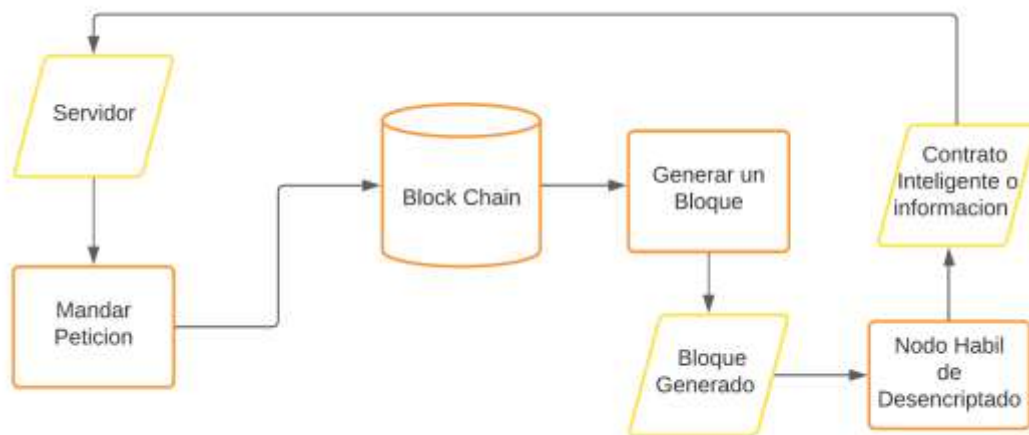 Servidor
Mandar
Peticion
Block Chain
Generar un
Bloque
Bloque
Generado
Nodo Habil
de
Desencriptado
Contrato
Inteligente o
informacion